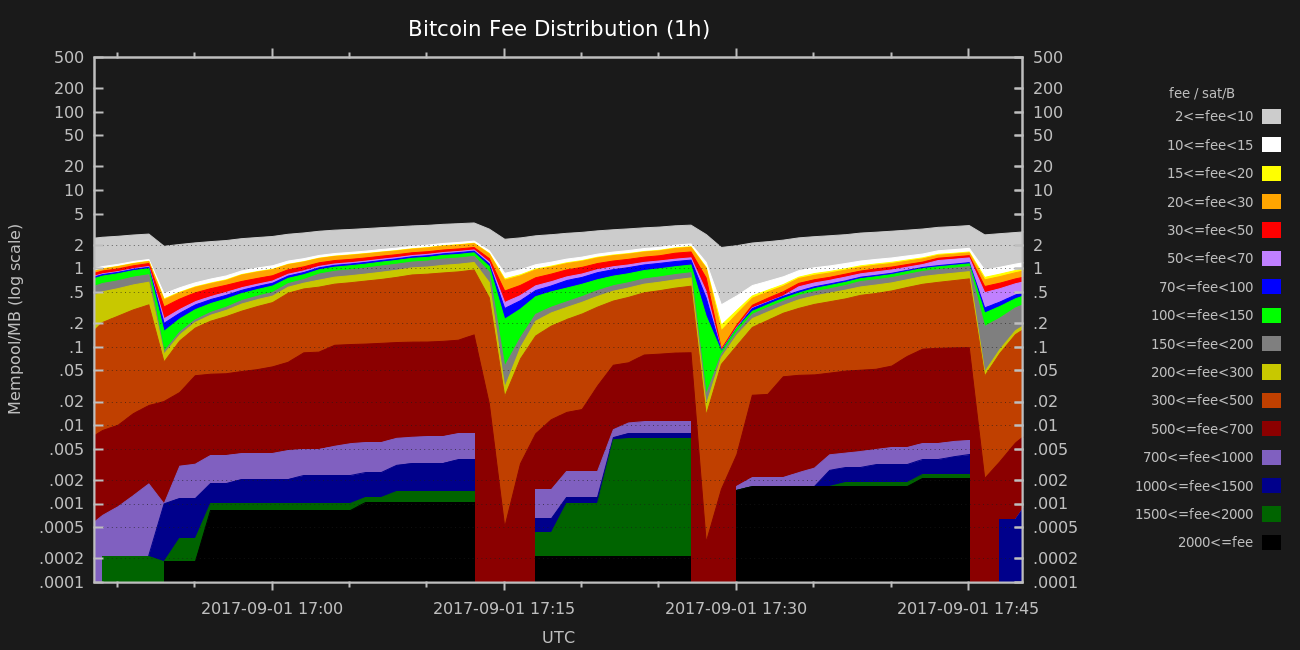 Bitcoin Fee Distribution (1h)
500 500
200 200
100 100
50 50
20 20
10 10
5 5
2 2
1 1
.5 .5
.2 .2
.1 .1
.05 .05
.02 .02
.01 .01
.005 .005
.002 .002
.001 .001
.0005 .0005
.0002 .0002
.0001 .0001
Mempool/MB (log scale)
2017-09-01 17:00 2017-09-01 17:15 2017-09-01 17:30 2017-09-01 17:45
UTC
fee / sat/B
2<=fee<10
10<=fee<15
15<=fee<20
20<=fee<30
30<=fee<50
50<=fee<70
70<=fee<100
100<=fee<150
150<=fee<200
200<=fee<300
300<=fee<500
500<=fee<700
700<=fee<1000
1000<=fee<1500
1500<=fee<2000
2000<=fee